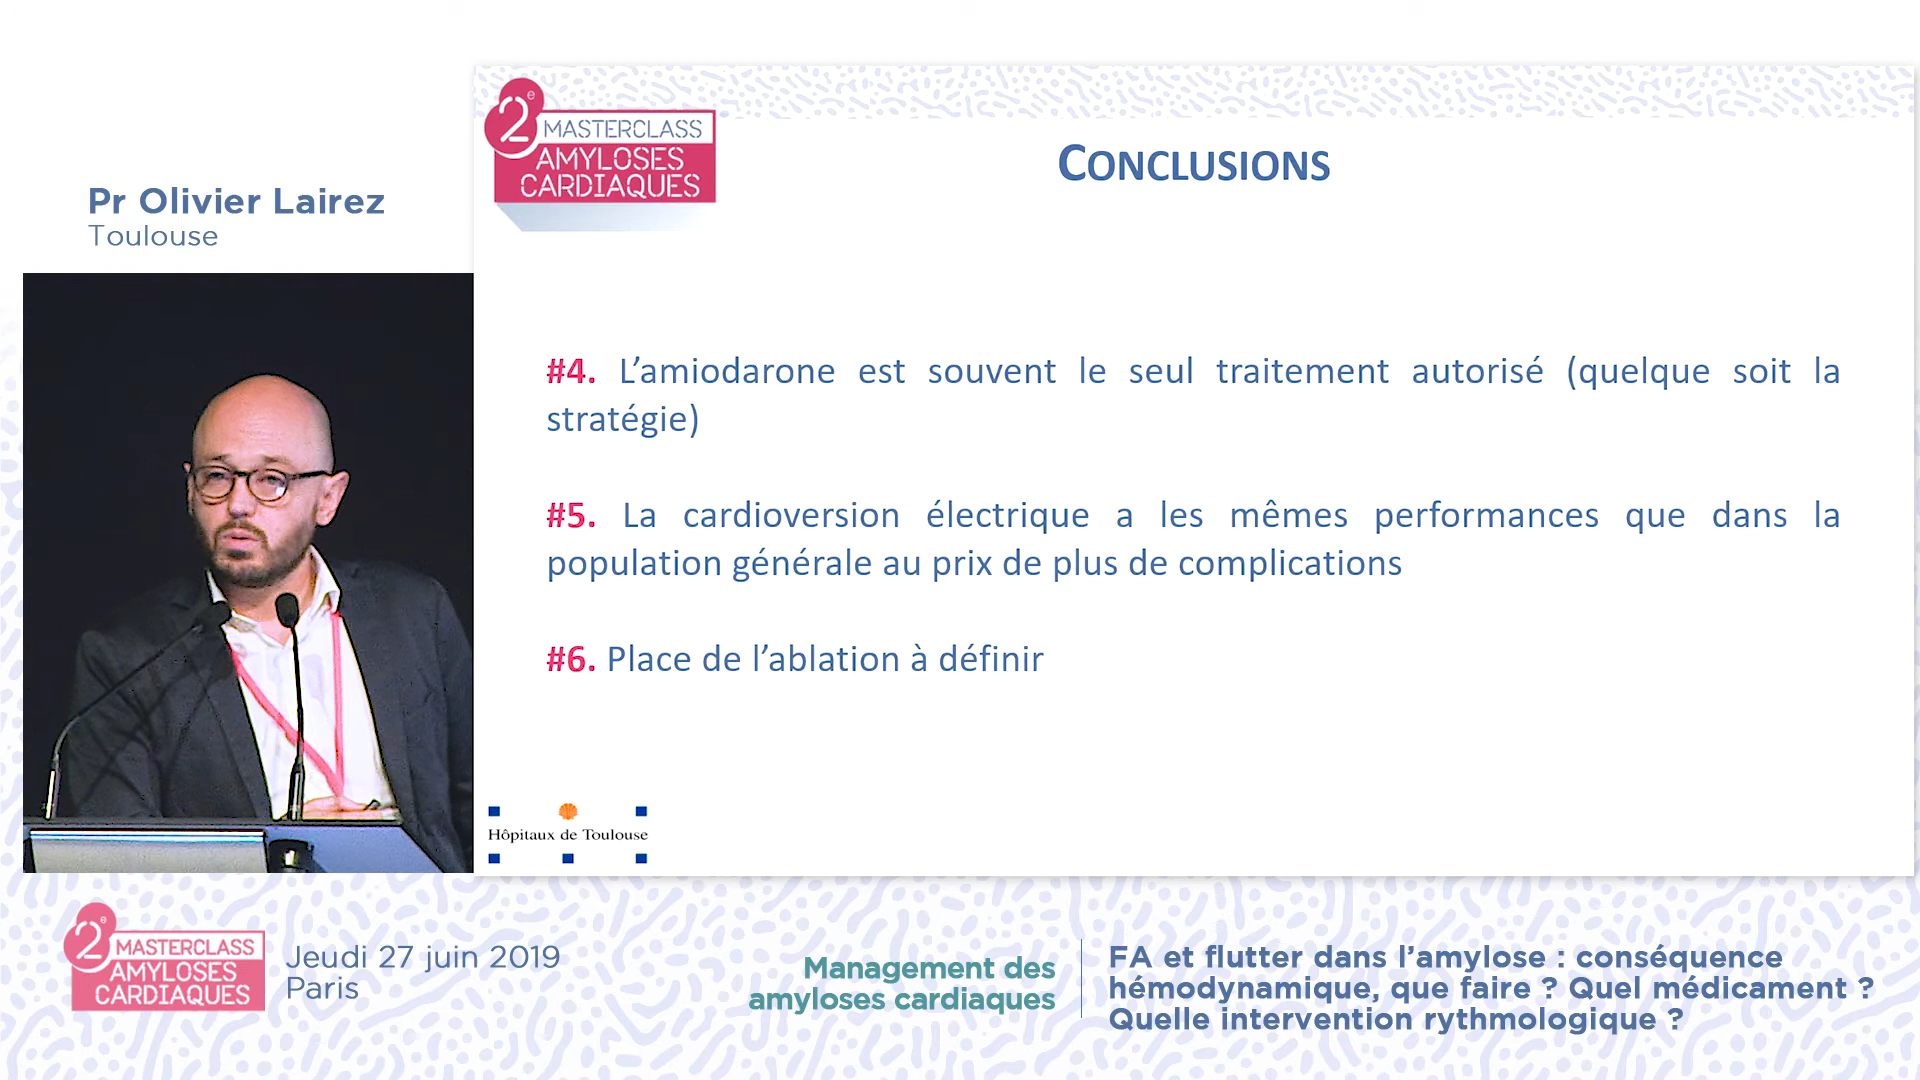 Pr Olivier Lairez
Toulouse
2e
MASTERCLASS
AMYLOSES
CARDIAQUES
CONCLUSIONS
#4. L’amiodarone est souvent le seul traitement autorisé (quelque soit la
stratégie)
#5. La cardioversion électrique a les mêmes performances que dans la
population générale au prix de plus de complications
#6. Place de l’ablation à définir
Hôpitaux de Toulouse
2e
MASTERCLASS
AMYLOSES
CARDIAQUES
Jeudi 27 juin 2019
Paris
Management des
amyloses cardiaques
FA et flutter dans l’amylose : conséquence
hémodynamique, que faire ? Quel médicament ?
Quelle intervention rythmologique ?